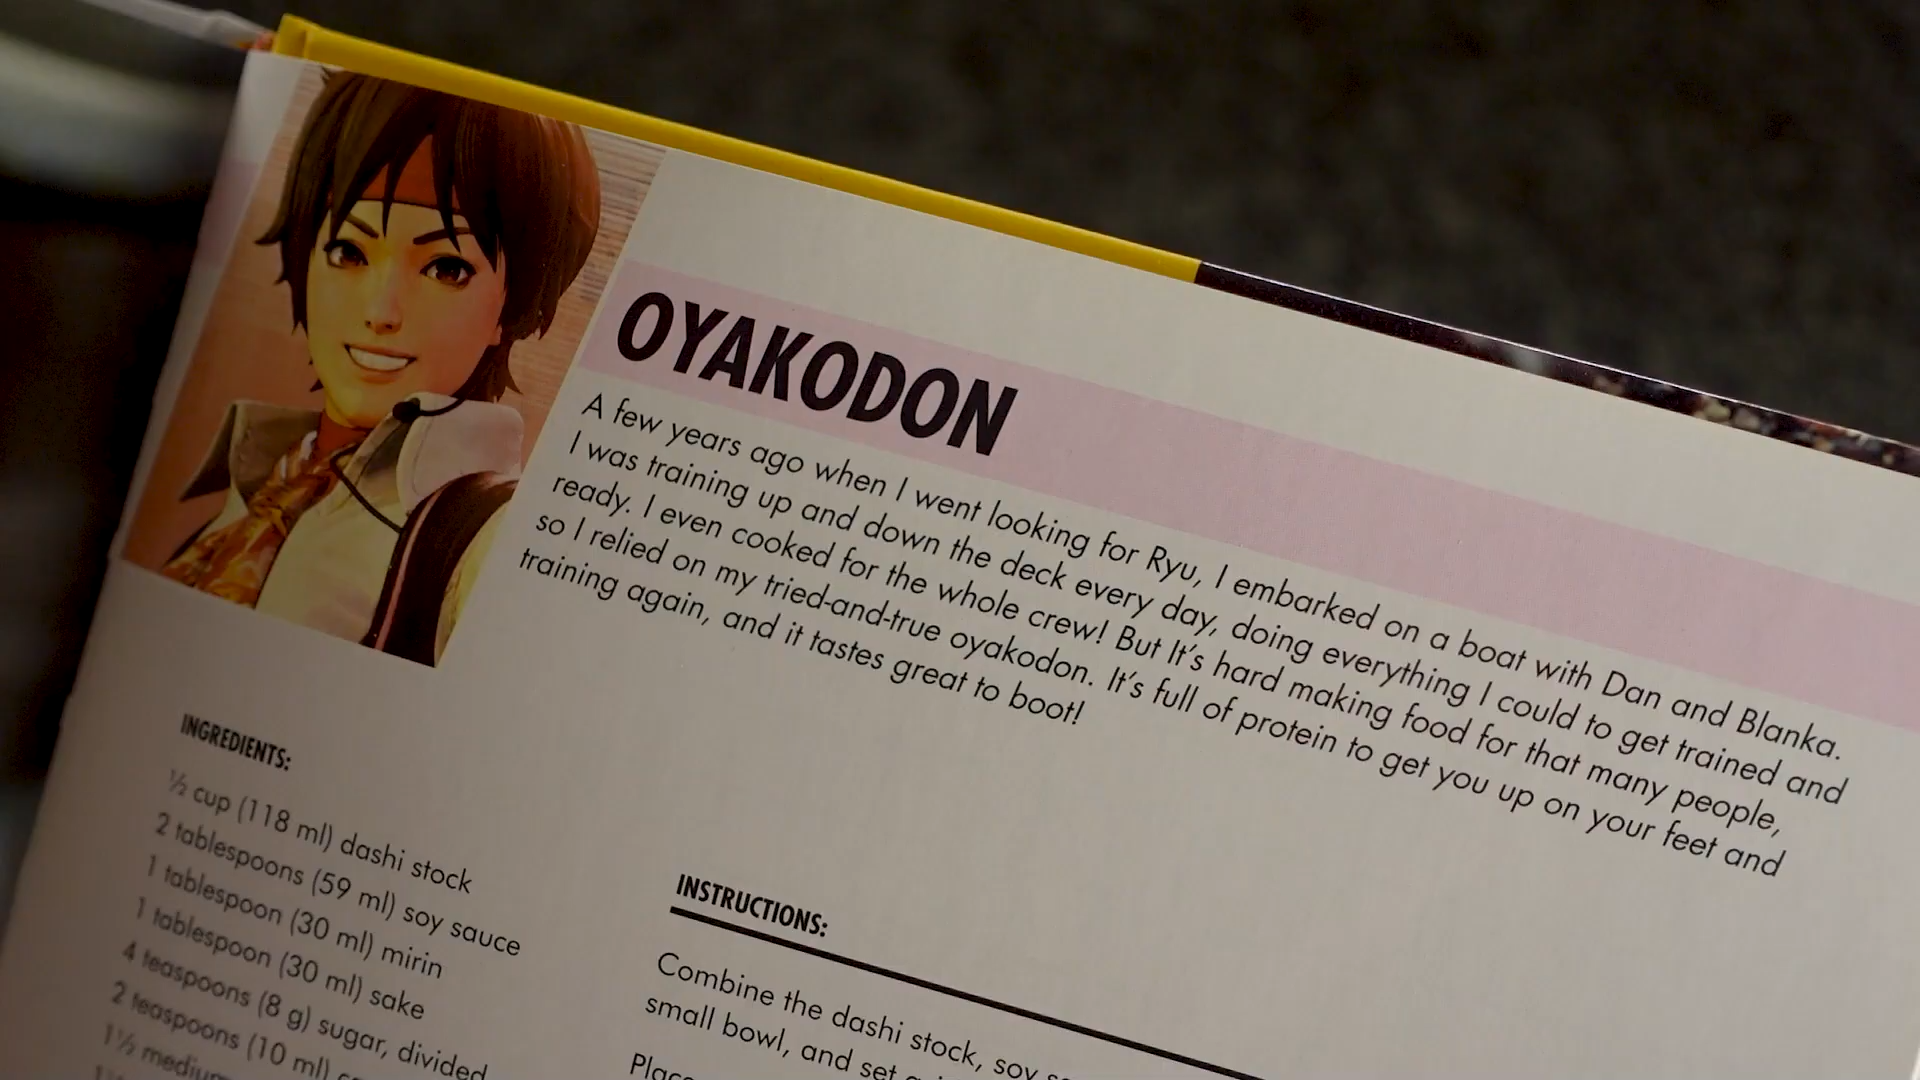 OYAKODON
A few years ago when I went looking for Ryu, I embarked on a boat with Dan and Blanka.
I was training up and down the deck every day, doing everything I could to get trained and
ready. I even cooked for the whole crew! But It's hard making food for that many people,
so I relied on my tried-and-true oyakodon. It's full of protein to get you up on your feet and
training again, and it tastes great to boot!
INGREDIENTS:
½ cup (118 ml) dashi stock
2 tablespoons (59 ml) soy sauce
1 tablespoon (30 ml) mirin
1 tablespoon (30 ml) sake
4 teaspoons (8 g) sugar, divided
2 teaspoons (10 ml)
1½ medium
INSTRUCTIONS:
Combine the dashi stock, soy
small bowl, and set